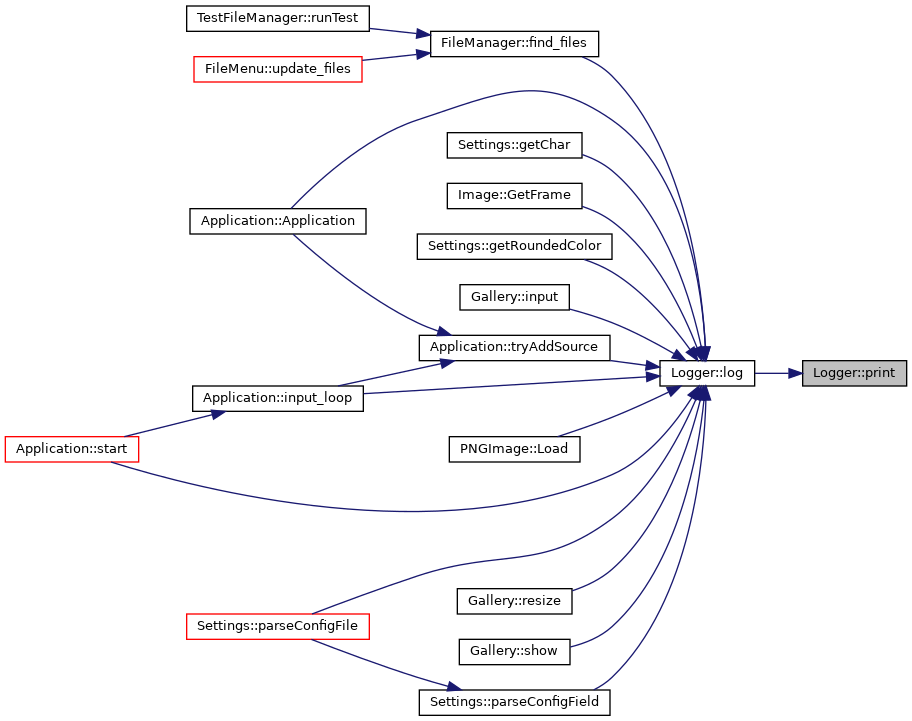 TestFileManager::runTest
FileManager::find_files
FileMenu::update_files
Settings::getChar
Image::GetFrame
Application::Application
Settings::getRoundedColor
Gallery::input
Application::tryAddSource
Logger::log
Logger::print
Application::input_loop
Application::start
PNGImage::Load
Gallery::resize
Settings::parseConfigFile
Gallery::show
Settings::parseConfigField